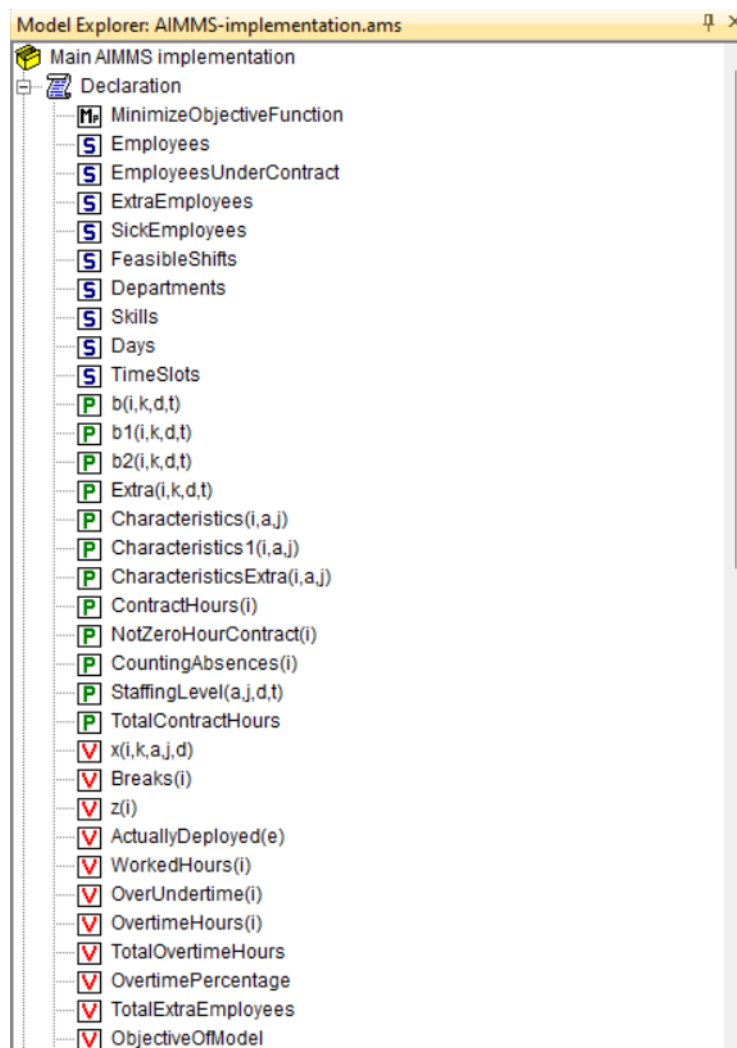 Model Explorer: AIMMS-implementation.ams
Main AIMMS implementation
Declaration
MP MinimizeObjectiveFunction
S Employees
S EmployeesUnderContract
S ExtraEmployees
S SickEmployees
S FeasibleShifts
S Departments
S Skills
S Days
S TimeSlots
P b(i,k,d,t)
P b1(i,k,d,t)
P b2(i,k,d,t)
P Extra(i,k,d,t)
P Characteristics(i,a,j)
P Characteristics1(i,a,j)
P CharacteristicsExtra(i,a,j)
P ContractHours(i)
P NotZeroHourContract(i)
P CountingAbsences(i)
P StaffingLevel(a,j,d,t)
P TotalContractHours
V x(i,k,a,j,d)
V Breaks(i)
V z(i)
V ActuallyDeployed(e)
V WorkedHours(i)
V OverUndertime(i)
V OvertimeHours(i)
V TotalOvertimeHours
V OvertimePercentage
V TotalExtraEmployees
V ObjectiveOfModel